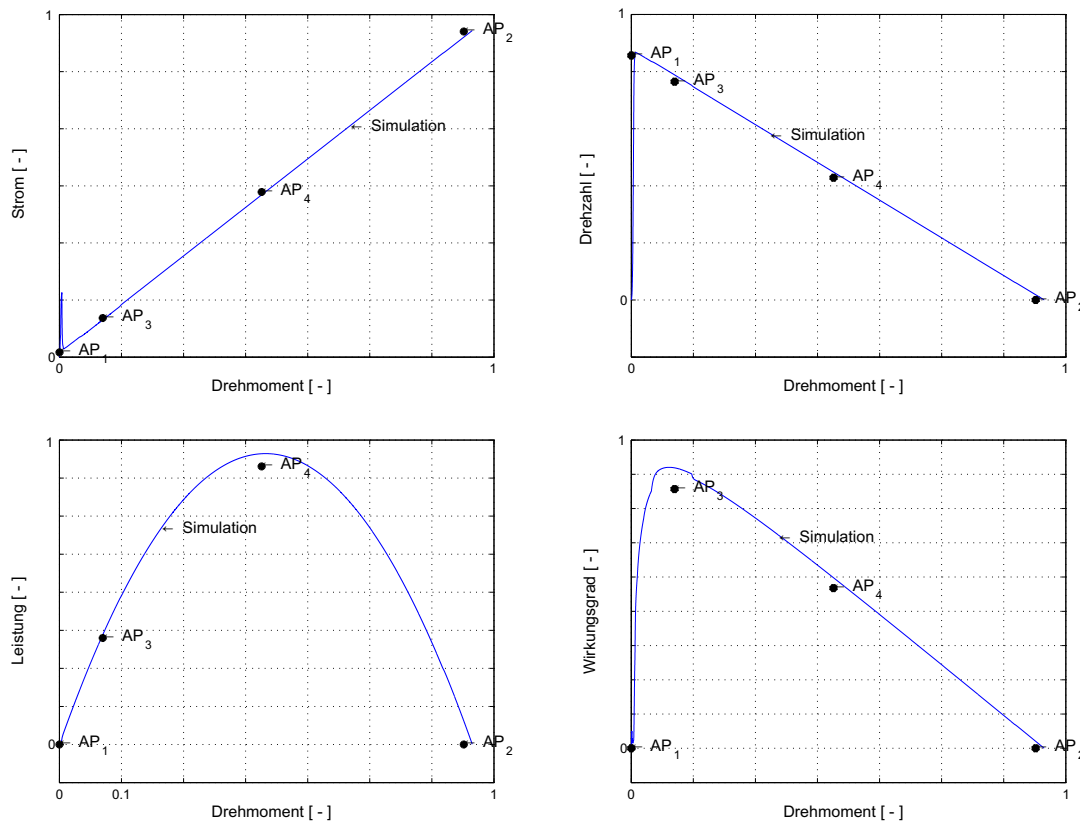 1
Strom [ - ]
← Simulation
AP2
AP4
AP3
AP1
0
0
1
Drehmoment [ - ]
1
Drehzahl [ - ]
AP1
AP3
← Simulation
AP4
AP2
0
0
1
Drehmoment [ - ]
1
Leistung [ - ]
AP4
← Simulation
AP3
AP1
AP2
0
0
0.1
1
Drehmoment [ - ]
1
Wirkungsgrad [ - ]
AP3
← Simulation
AP4
AP1
AP2
0
0
1
Drehmoment [ - ]